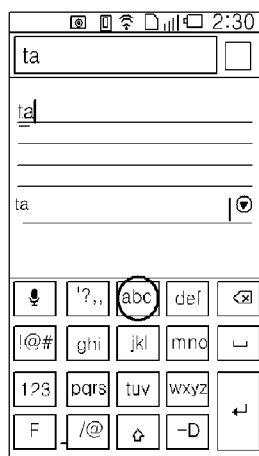 2:30
ta
ta
ta
'?,, abc def
!@# ghi jkl mno
123 pqrs tuv wxyz
F /@ -D